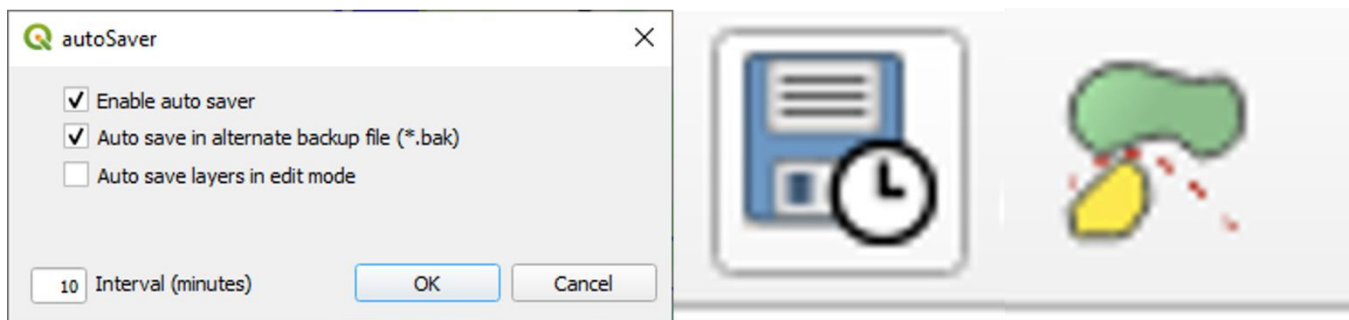 autoSaver
Enable auto saver
Auto save in alternate backup file (*.bak)
Auto save layers in edit mode
10 Interval (minutes) OK Cancel